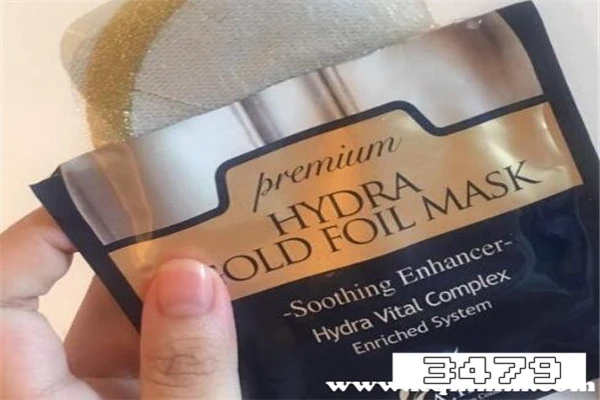 premium
HYDRA
GOLD FOIL MASK
-Soothing Enhancer-
Hydra Vital Complex
Enriched System
3479